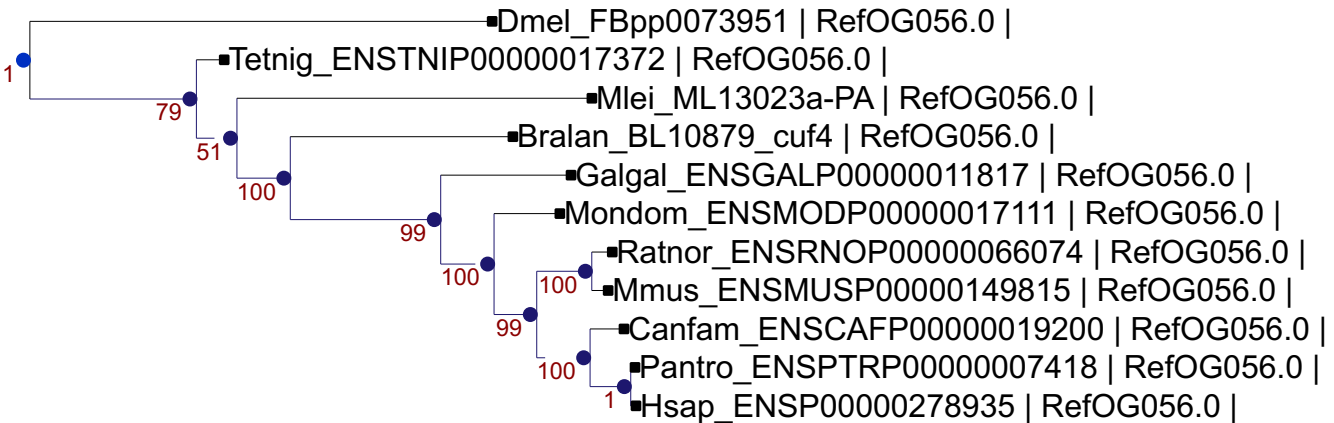 Dmel_FBpp0073951 | RefOG056.0 |
1
Tetnig_ENSTNIP00000017372 | RefOG056.0 |
79
Mlei_ML13023a-PA | RefOG056.0 |
51
Bralan_BL10879_cuf4 | RefOG056.0 |
100
Galgal_ENSGALP00000011817 | RefOG056.0 |
99
Mondom_ENSMODP00000017111 | RefOG056.0 |
100
Ratnor_ENSRNOP00000066074 | RefOG056.0 |
100
Mmus_ENSMUSP00000149815 | RefOG056.0 |
99
Canfam_ENSCAFP00000019200 | RefOG056.0 |
100
Pantro_ENSPTRP00000007418 | RefOG056.0 |
1
Hsap_ENSP00000278935 | RefOG056.0 |